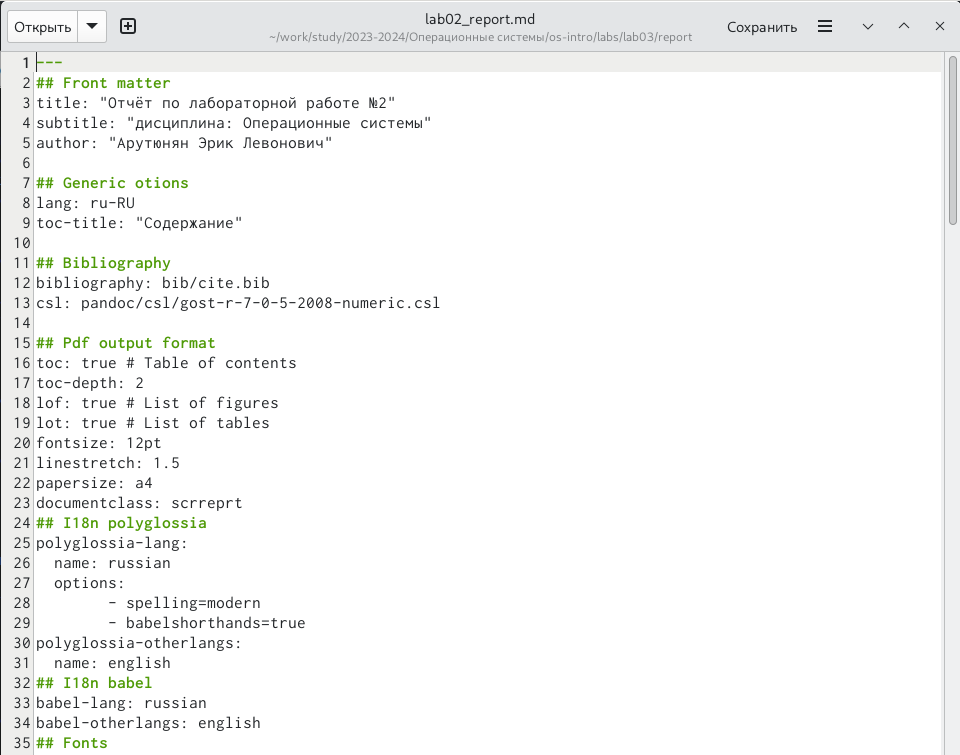 Открыть
lab02_report.md
~/work/study/2023-2024/Операционные системы/os-intro/labs/lab03/report
Сохранить
1 ---
2 ## Front matter
3 title: "Отчёт по лабораторной работе №2"
4 subtitle: "дисциплина: Операционные системы"
5 author: "Арутюнян Эрик Левонович"
6
7 ## Generic otions
8 lang: ru-RU
9 toc-title: "Содержание"
10
11 ## Bibliography
12 bibliography: bib/cite.bib
13 csl: pandoc/csl/gost-r-7-0-5-2008-numeric.csl
14
15 ## Pdf output format
16 toc: true # Table of contents
17 toc-depth: 2
18 lof: true # List of figures
19 lot: true # List of tables
20 fontsize: 12pt
21 linestretch: 1.5
22 papersize: a4
23 documentclass: scrreprt
24 ## I18n polyglossia
25 polyglossia-lang:
26   name: russian
27   options:
28         - spelling=modern
29         - babelshorthands=true
30 polyglossia-otherlangs:
31   name: english
32 ## I18n babel
33 babel-lang: russian
34 babel-otherlangs: english
35 ## Fonts